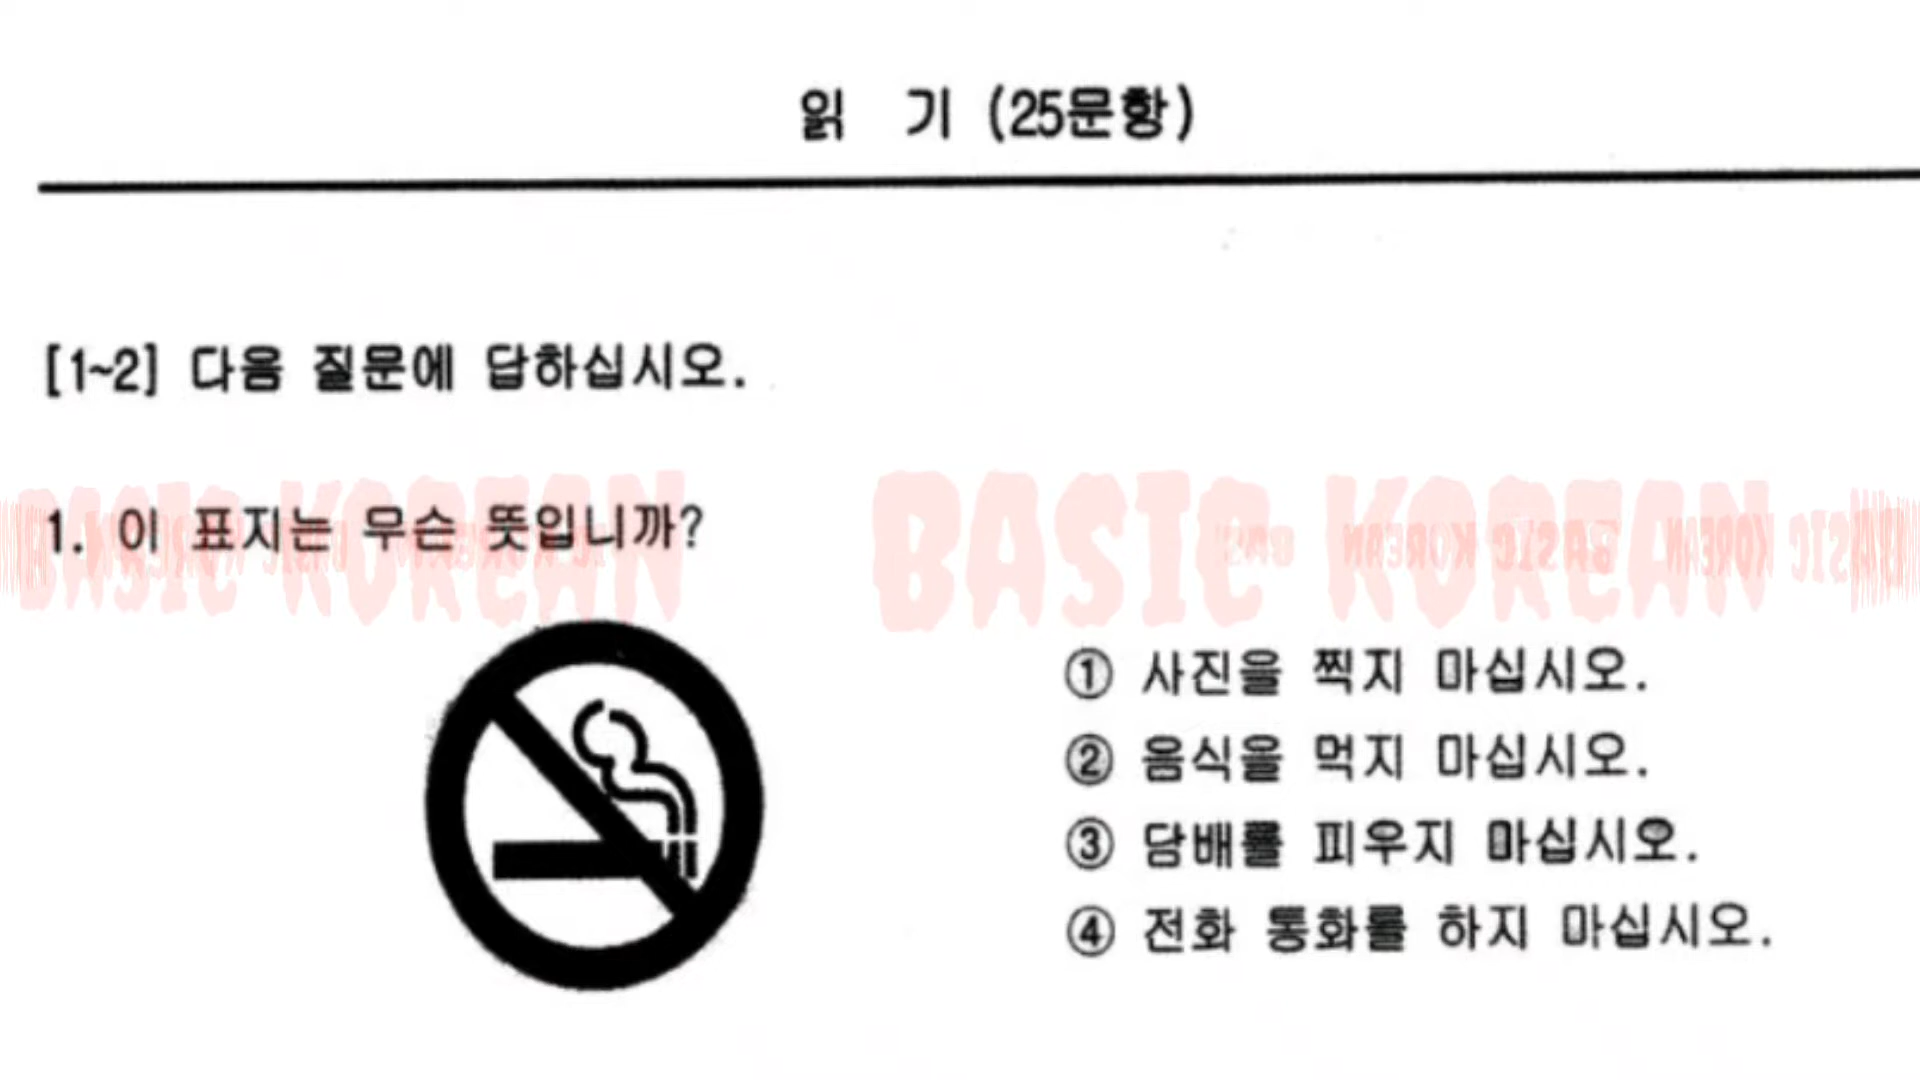 읽 기 (25문항)
[1~2] 다음 질문에 답하십시오.
BASIC KOREAN BASIC KOREAN
1. 이 표지는 무슨 뜻입니까?
① 사진을 찍지 마십시오.
② 음식을 먹지 마십시오.
③ 담배를 피우지 마십시오.
④ 전화 통화를 하지 마십시오.